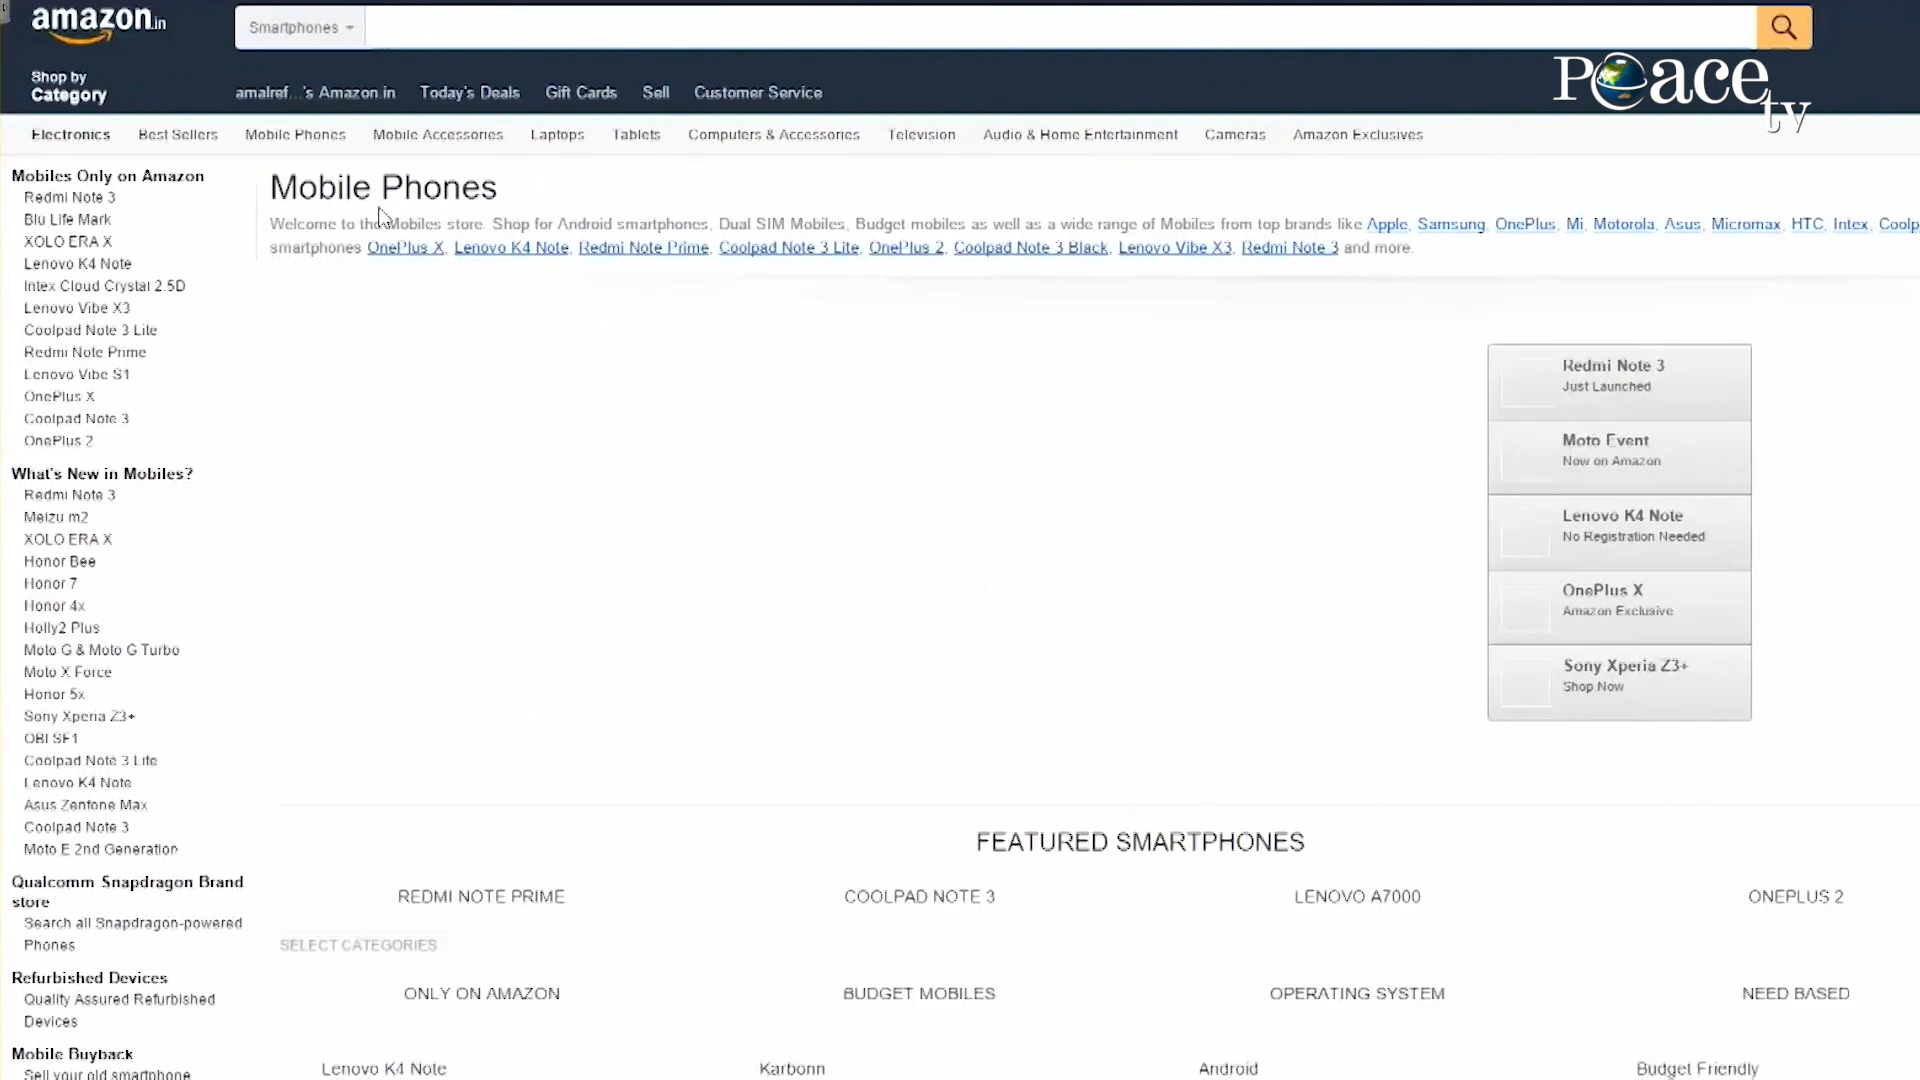 amazon.in
Smartphones
Peace tv
Shop by
Category
amalref...'s Amazon.in Today's Deals Gift Cards Sell Customer Service
Electronics Best Sellers Mobile Phones Mobile Accessories Laptops Tablets Computers & Accessories Television Audio & Home Entertainment Cameras Amazon Exclusives
Mobiles Only on Amazon
Redmi Note 3
Blu Life Mark
XOLO ERA X
Lenovo K4 Note
Intex Cloud Crystal 2.5D
Lenovo Vibe X3
Coolpad Note 3 Lite
Redmi Note Prime
Lenovo Vibe S1
OnePlus X
Coolpad Note 3
OnePlus 2
What's New in Mobiles?
Redmi Note 3
Meizu m2
XOLO ERA X
Honor Bee
Honor 7
Honor 4x
Holly2 Plus
Moto G & Moto G Turbo
Moto X Force
Honor 5x
Sony Xperia Z3+
OBI SF1
Coolpad Note 3 Lite
Lenovo K4 Note
Asus Zenfone Max
Coolpad Note 3
Moto E 2nd Generation
Qualcomm Snapdragon Brand
store
Search all Snapdragon-powered
Phones
Refurbished Devices
Quality Assured Refurbished
Devices
Mobile Buyback
Sell your old smartphone
Mobile Phones
Welcome to the Mobiles store. Shop for Android smartphones, Dual SIM Mobiles, Budget mobiles as well as a wide range of Mobiles from top brands like Apple, Samsung, OnePlus, Mi, Motorola, Asus, Micromax, HTC, Intex, Coolp
smartphones OnePlus X, Lenovo K4 Note, Redmi Note Prime, Coolpad Note 3 Lite, OnePlus 2, Coolpad Note 3 Black, Lenovo Vibe X3, Redmi Note 3 and more.
Redmi Note 3
Just Launched
Moto Event
Now on Amazon
Lenovo K4 Note
No Registration Needed
OnePlus X
Amazon Exclusive
Sony Xperia Z3+
Shop Now
FEATURED SMARTPHONES
REDMI NOTE PRIME COOLPAD NOTE 3 LENOVO A7000 ONEPLUS 2
SELECT CATEGORIES
ONLY ON AMAZON BUDGET MOBILES OPERATING SYSTEM NEED BASED
Lenovo K4 Note Karbonn Android Budget Friendly